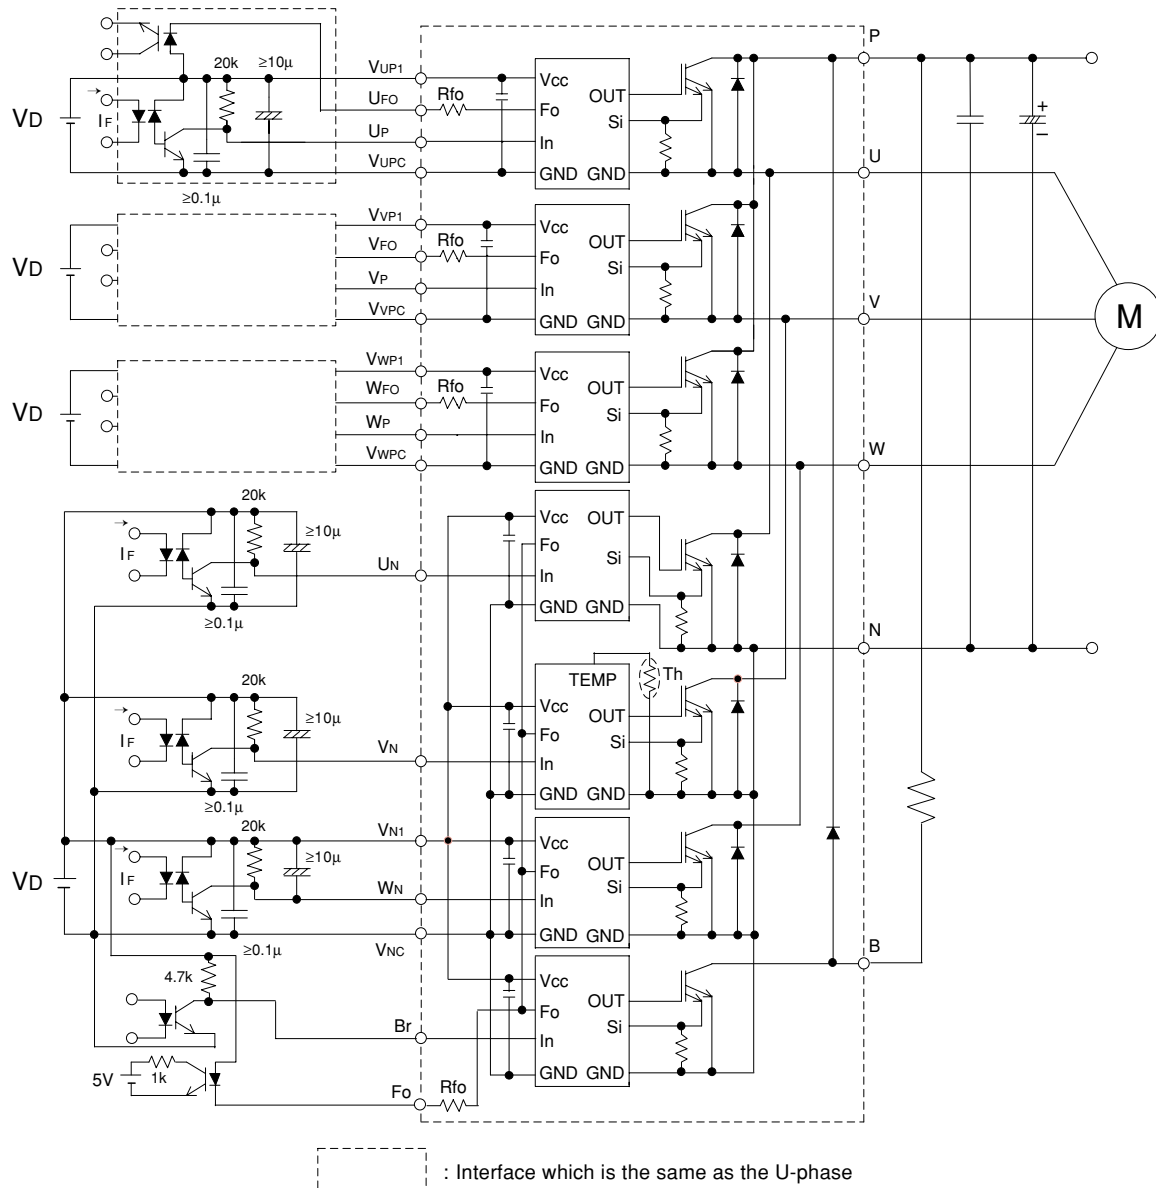 P
20k ≥10µ
VUP1
Rfo
Vcc
UFO
OUT
Fo
VD
IF
UP
Si
In
+
–
VUPC
GND GND
U
≥0.1µ
VVP1
Rfo
Vcc
VFO
OUT
Fo
VD
VP
Si
In
VVPC
GND GND
V
M
VWP1
Rfo
Vcc
WFO
OUT
Fo
VD
WP
Si
In
VWPC
GND GND
W
20k
≥10µ
Vcc OUT
Fo
IF
UN
Si
In
≥0.1µ
GND GND
N
TEMP
Th
20k
≥10µ
Vcc
OUT
Fo
IF
VN
Si
In
≥0.1µ
GND GND
20k
VN1
Vcc
≥10µ
OUT
VD
IF
Fo
WN
Si
In
≥0.1µ
VNC
GND GND
B
4.7k
Vcc
OUT
Fo
Br
Si
In
5V
1k
Fo
Rfo
GND GND
: Interface which is the same as the U-phase